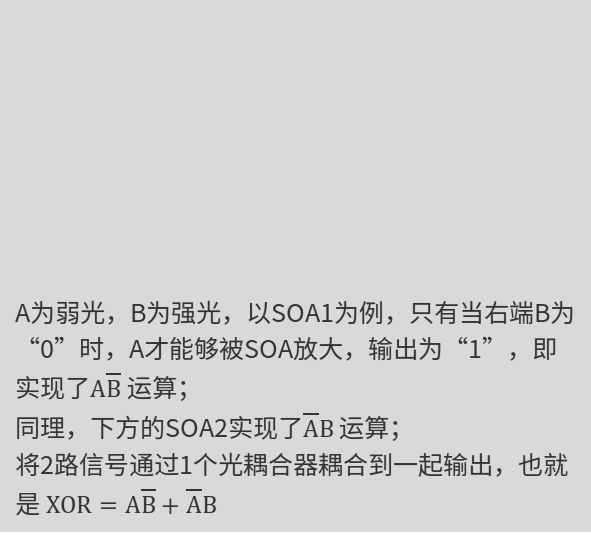 A为弱光，B为强光，以SOA1为例，只有当右端B为
“0”时，A才能够被SOA放大，输出为“1”，即
实现了AB̅ 运算；
同理，下方的SOA2实现了A̅B 运算；
将2路信号通过1个光耦合器耦合到一起输出，也就
是 XOR = AB̅ + A̅B